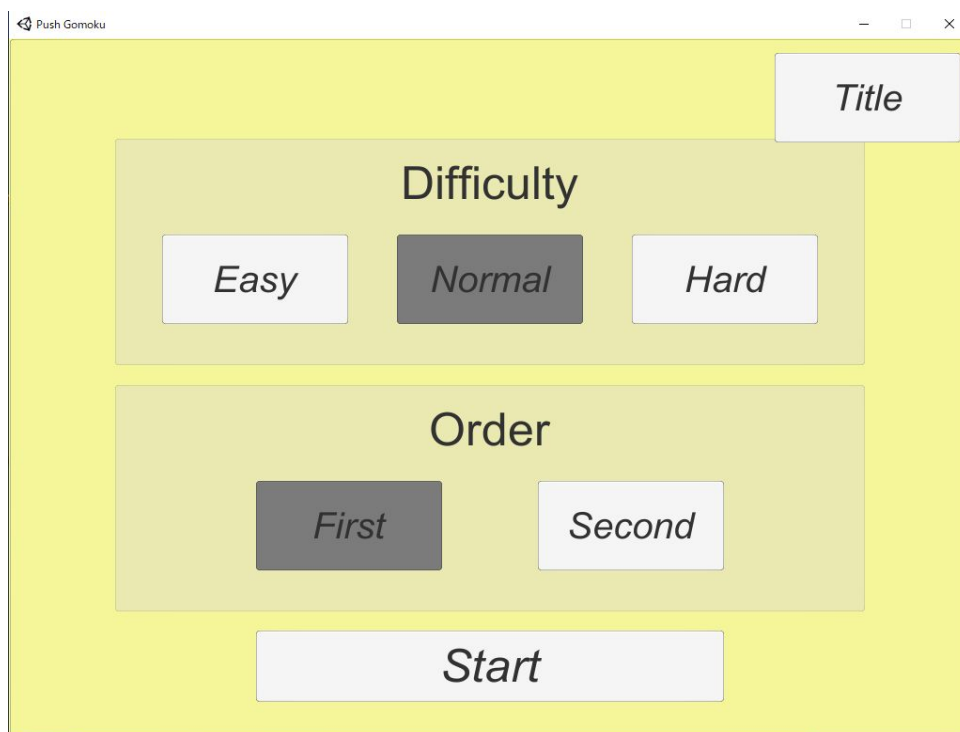 Push Gomoku
Title
Difficulty
Easy Normal Hard
Order
First Second
Start